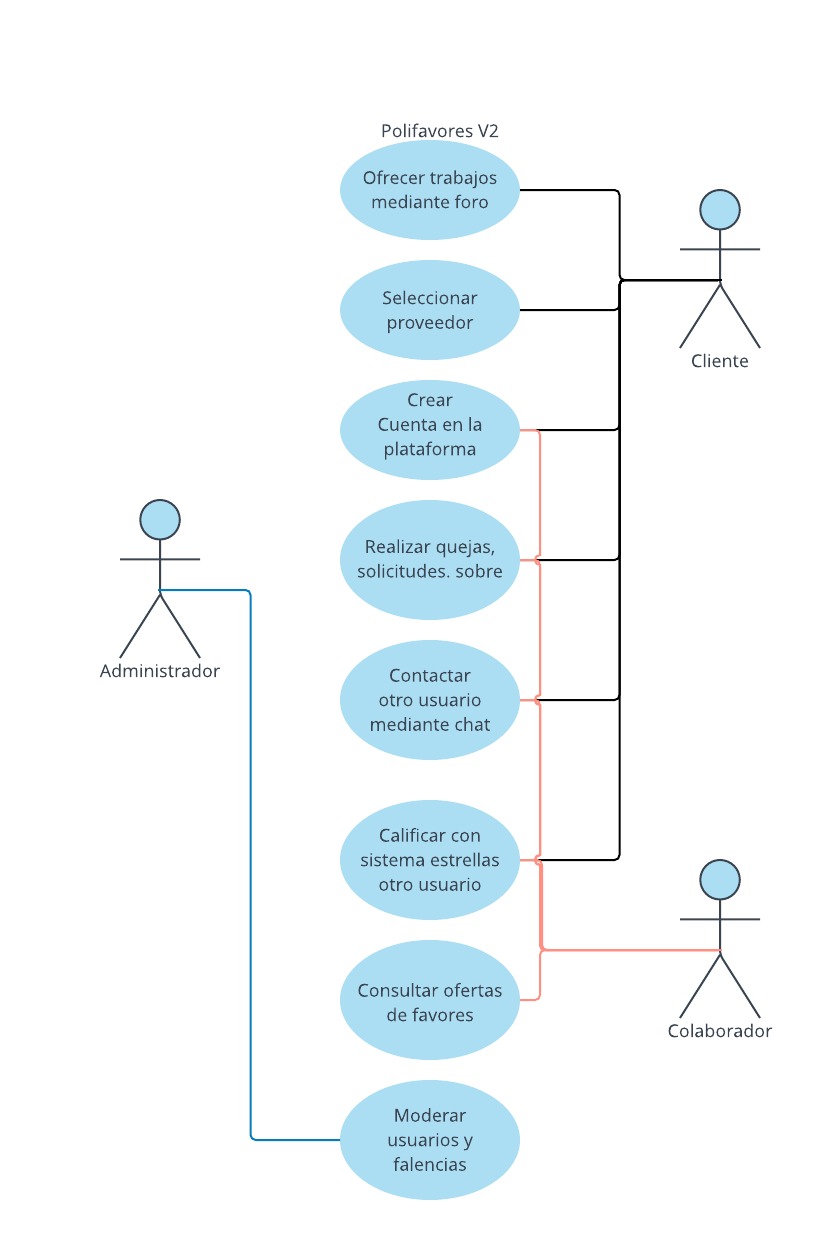 Polifavores V2
Ofrecer trabajos
mediante foro
Seleccionar
proveedor
Cliente
Crear
Cuenta en la
plataforma
Realizar quejas,
solicitudes. sobre
Administrador
Contactar
otro usuario
mediante chat
Calificar con
sistema estrellas
otro usuario
Consultar ofertas
de favores
Colaborador
Moderar
usuarios y
falencias